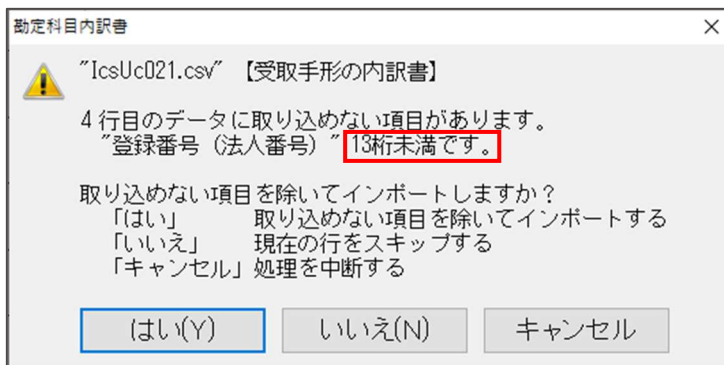 勘定科目内訳書
"IcsUc021.csv" 【受取手形の内訳書】
4行目のデータに取り込めない項目があります。
"登録番号（法人番号）" 13桁未満です。
取り込めない項目を除いてインポートしますか？
「はい」 取り込めない項目を除いてインポートする
「いいえ」 現在の行をスキップする
「キャンセル」処理を中断する
はい(Y) いいえ(N) キャンセル